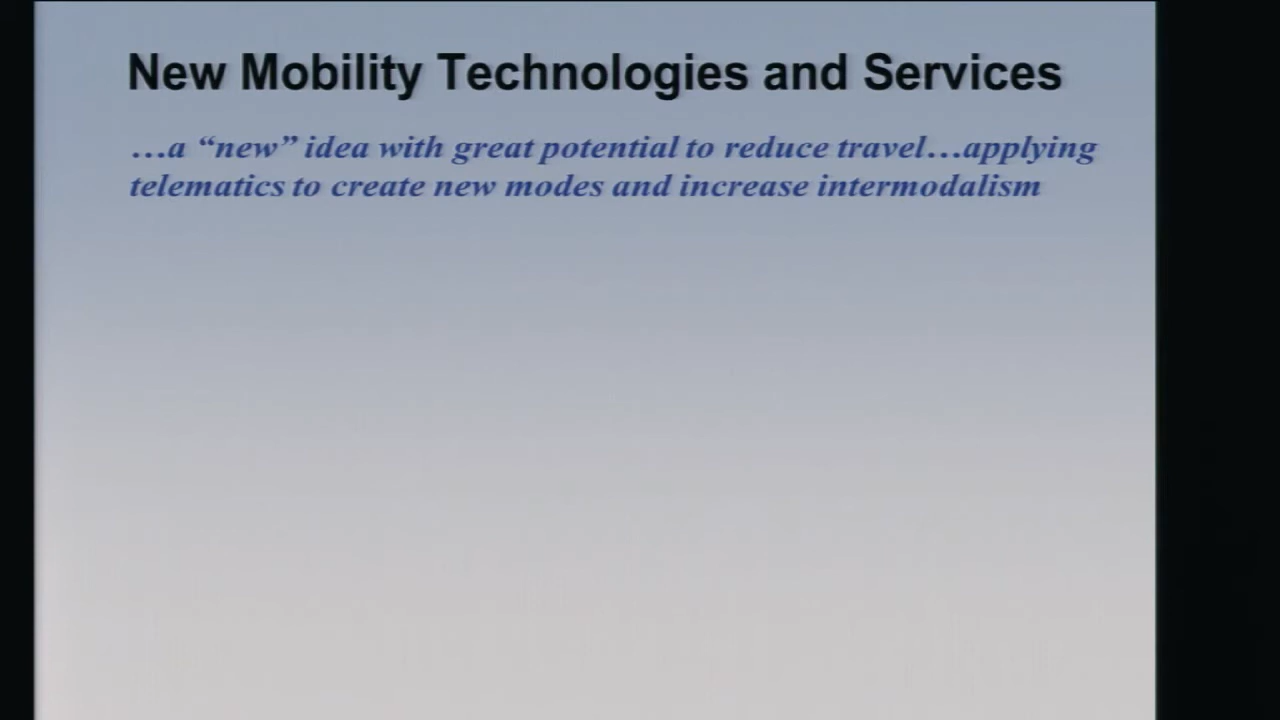 New Mobility Technologies and Services
…a “new” idea with great potential to reduce travel…applying
telematics to create new modes and increase intermodalism